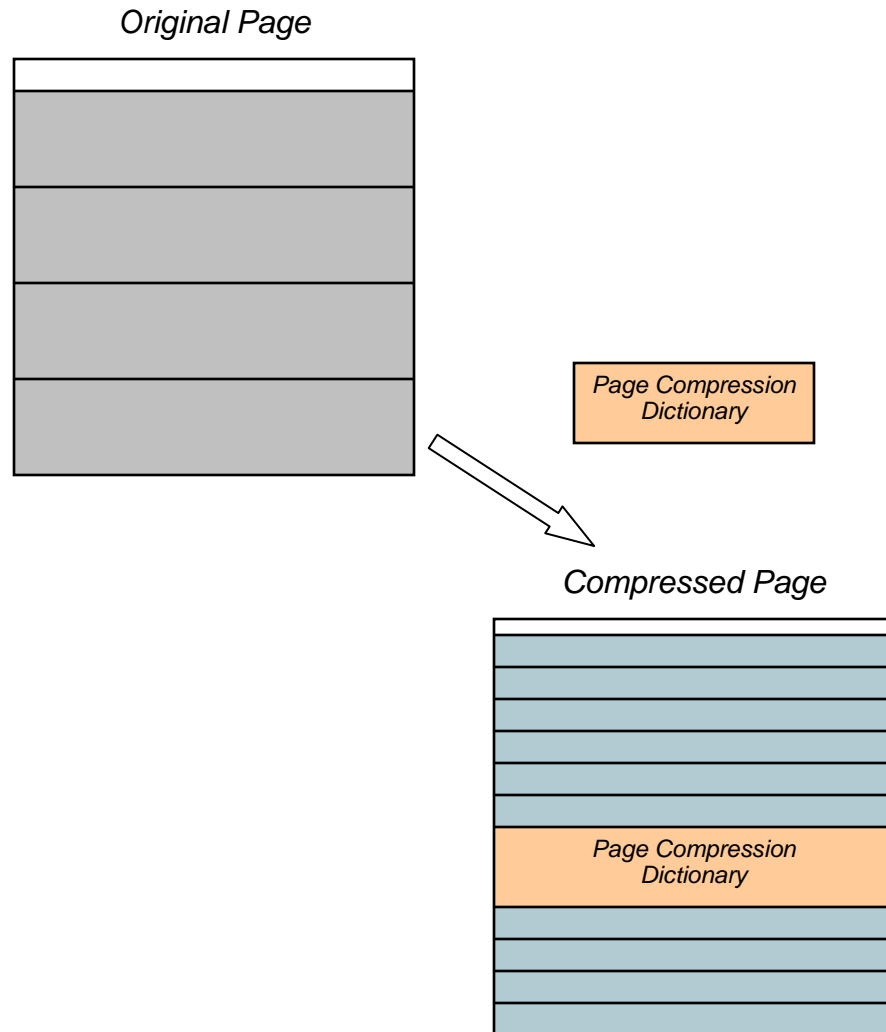 Original Page
Page Compression
Dictionary
Compressed Page
Page Compression
Dictionary